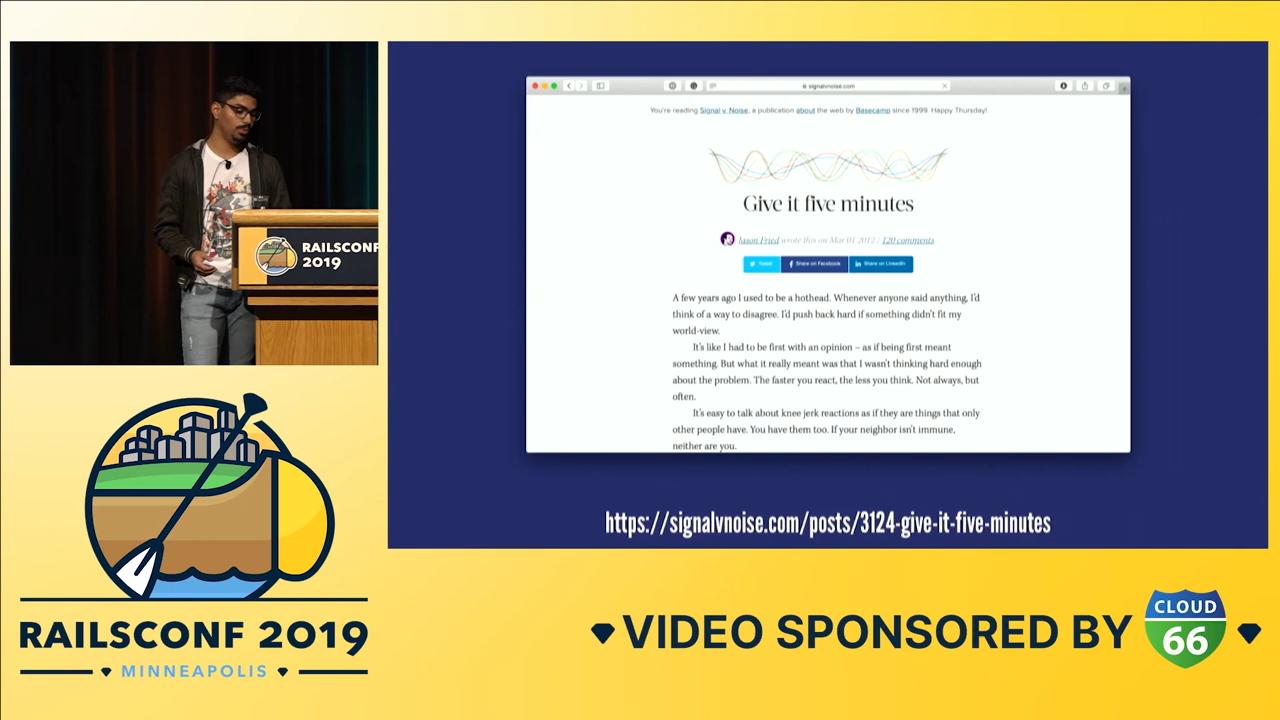 RAILSCONF
2019
signalvnoise.com
You're reading Signal v. Noise, a publication about the web by Basecamp since 1999. Happy Thursday!
Give it five minutes
Jason Fried wrote this on Mar 01 2012 / 120 comments
Tweet
Share on Facebook
Share on LinkedIn
A few years ago I used to be a hothead. Whenever anyone said anything, I'd
think of a way to disagree. I'd push back hard if something didn't fit my
world-view.
It's like I had to be first with an opinion – as if being first meant
something. But what it really meant was that I wasn't thinking hard enough
about the problem. The faster you react, the less you think. Not always, but
often.
It's easy to talk about knee jerk reactions as if they are things that only
other people have. You have them too. If your neighbor isn't immune,
neither are you.
https://signalvnoise.com/posts/3124-give-it-five-minutes
RAILSCONF 2019
MINNEAPOLIS
VIDEO SPONSORED BY
CLOUD
66